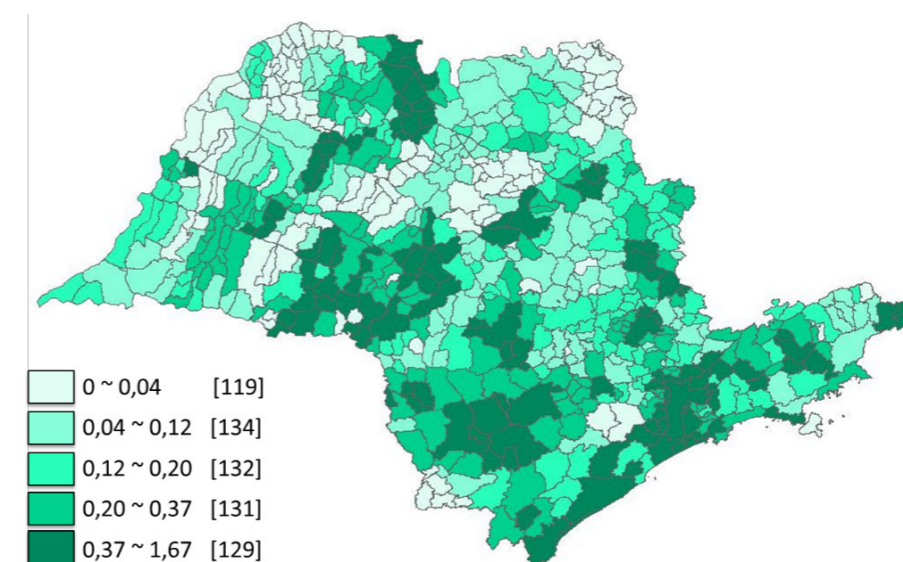 0 ~ 0,04 [119]
0,04 ~ 0,12 [134]
0,12 ~ 0,20 [132]
0,20 ~ 0,37 [131]
0,37 ~ 1,67 [129]